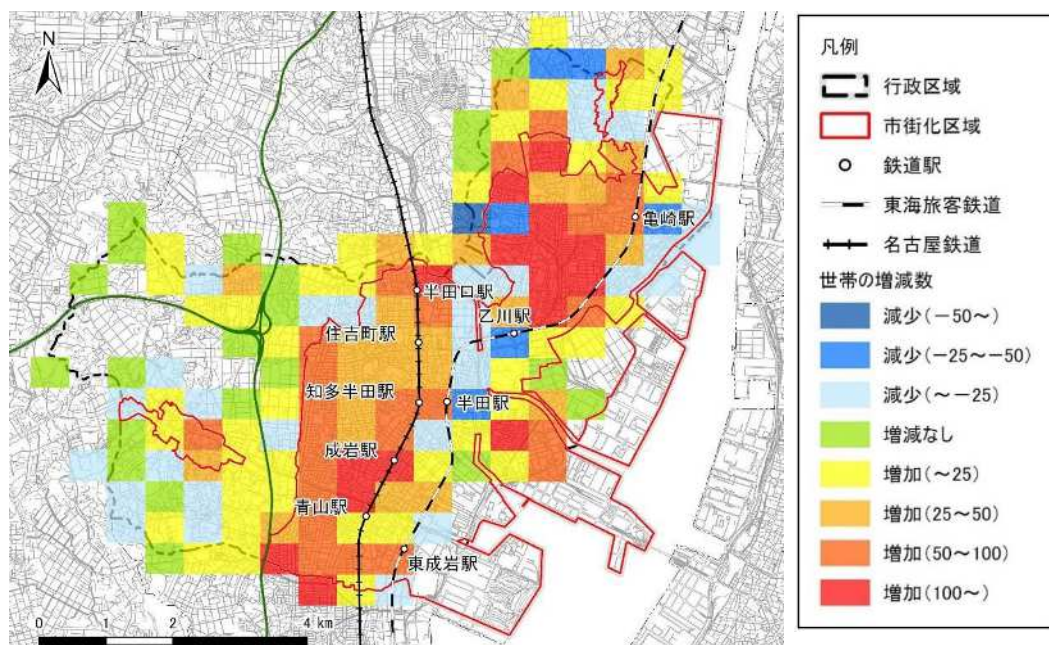 N
亀崎駅
半田口駅
乙川駅
住吉町駅
知多半田駅
半田駅
成岩駅
青山駅
東成岩駅
0 1 2 4 km
凡例
行政区域
市街化区域
鉄道駅
東海旅客鉄道
名古屋鉄道
世帯の増減数
減少(-50~)
減少(-25~-50)
減少(~-25)
増減なし
増加(~25)
増加(25~50)
増加(50~100)
増加(100~)